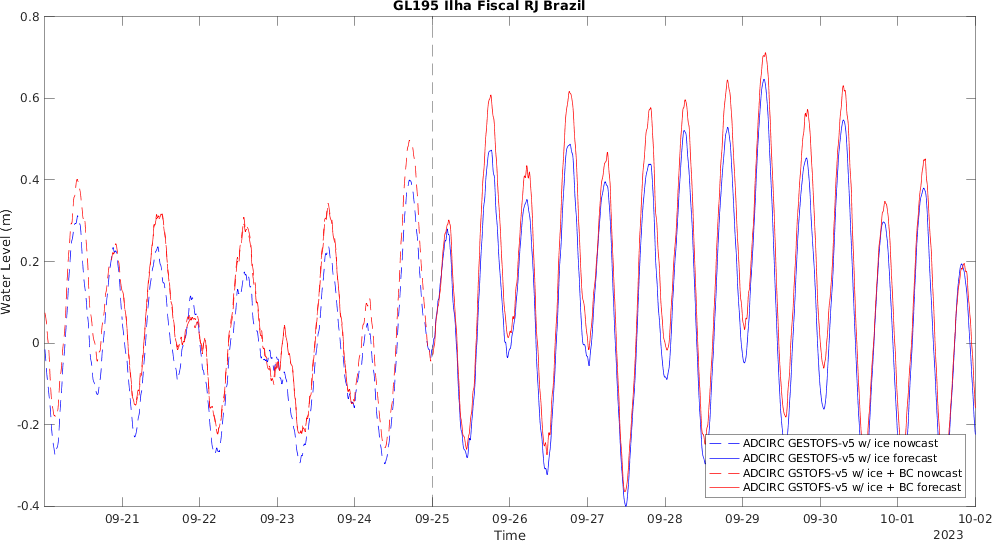 GL195 Ilha Fiscal RJ Brazil
0.8
0.6
0.4
0.2
0
-0.2
-0.4
Water Level (m)
ADCIRC GESTOFS-v5 w/ ice nowcast
ADCIRC GESTOFS-v5 w/ ice forecast
ADCIRC GSTOFS-v5 w/ ice + BC nowcast
ADCIRC GSTOFS-v5 w/ ice + BC forecast
09-21 09-22 09-23 09-24 09-25 09-26 09-27 09-28 09-29 09-30 10-01 10-02
Time
2023